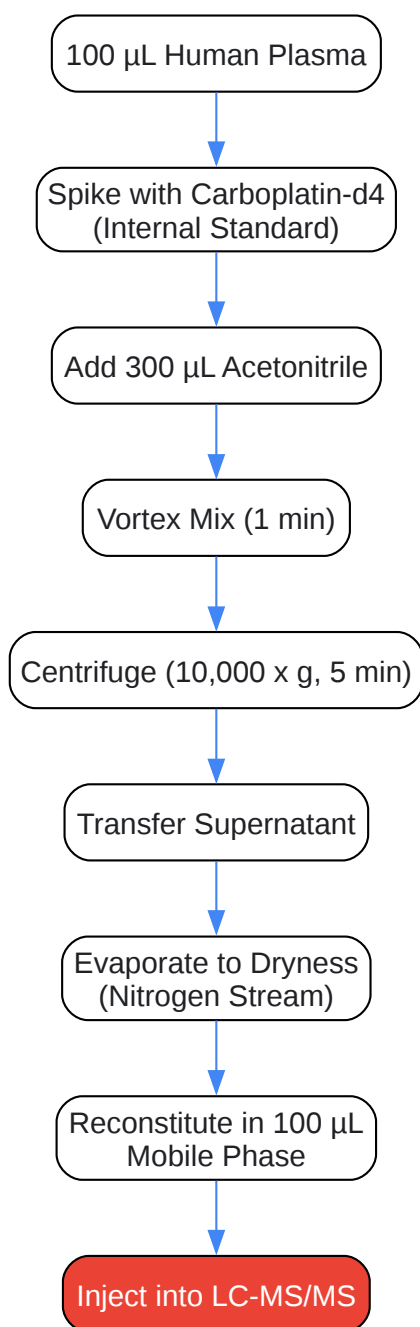 100 µL Human Plasma
Spike with Carboplatin-d4
(Internal Standard)
Add 300 µL Acetonitrile
Vortex Mix (1 min)
Centrifuge (10,000 x g, 5 min)
Transfer Supernatant
Evaporate to Dryness
(Nitrogen Stream)
Reconstitute in 100 µL
Mobile Phase
Inject into LC-MS/MS